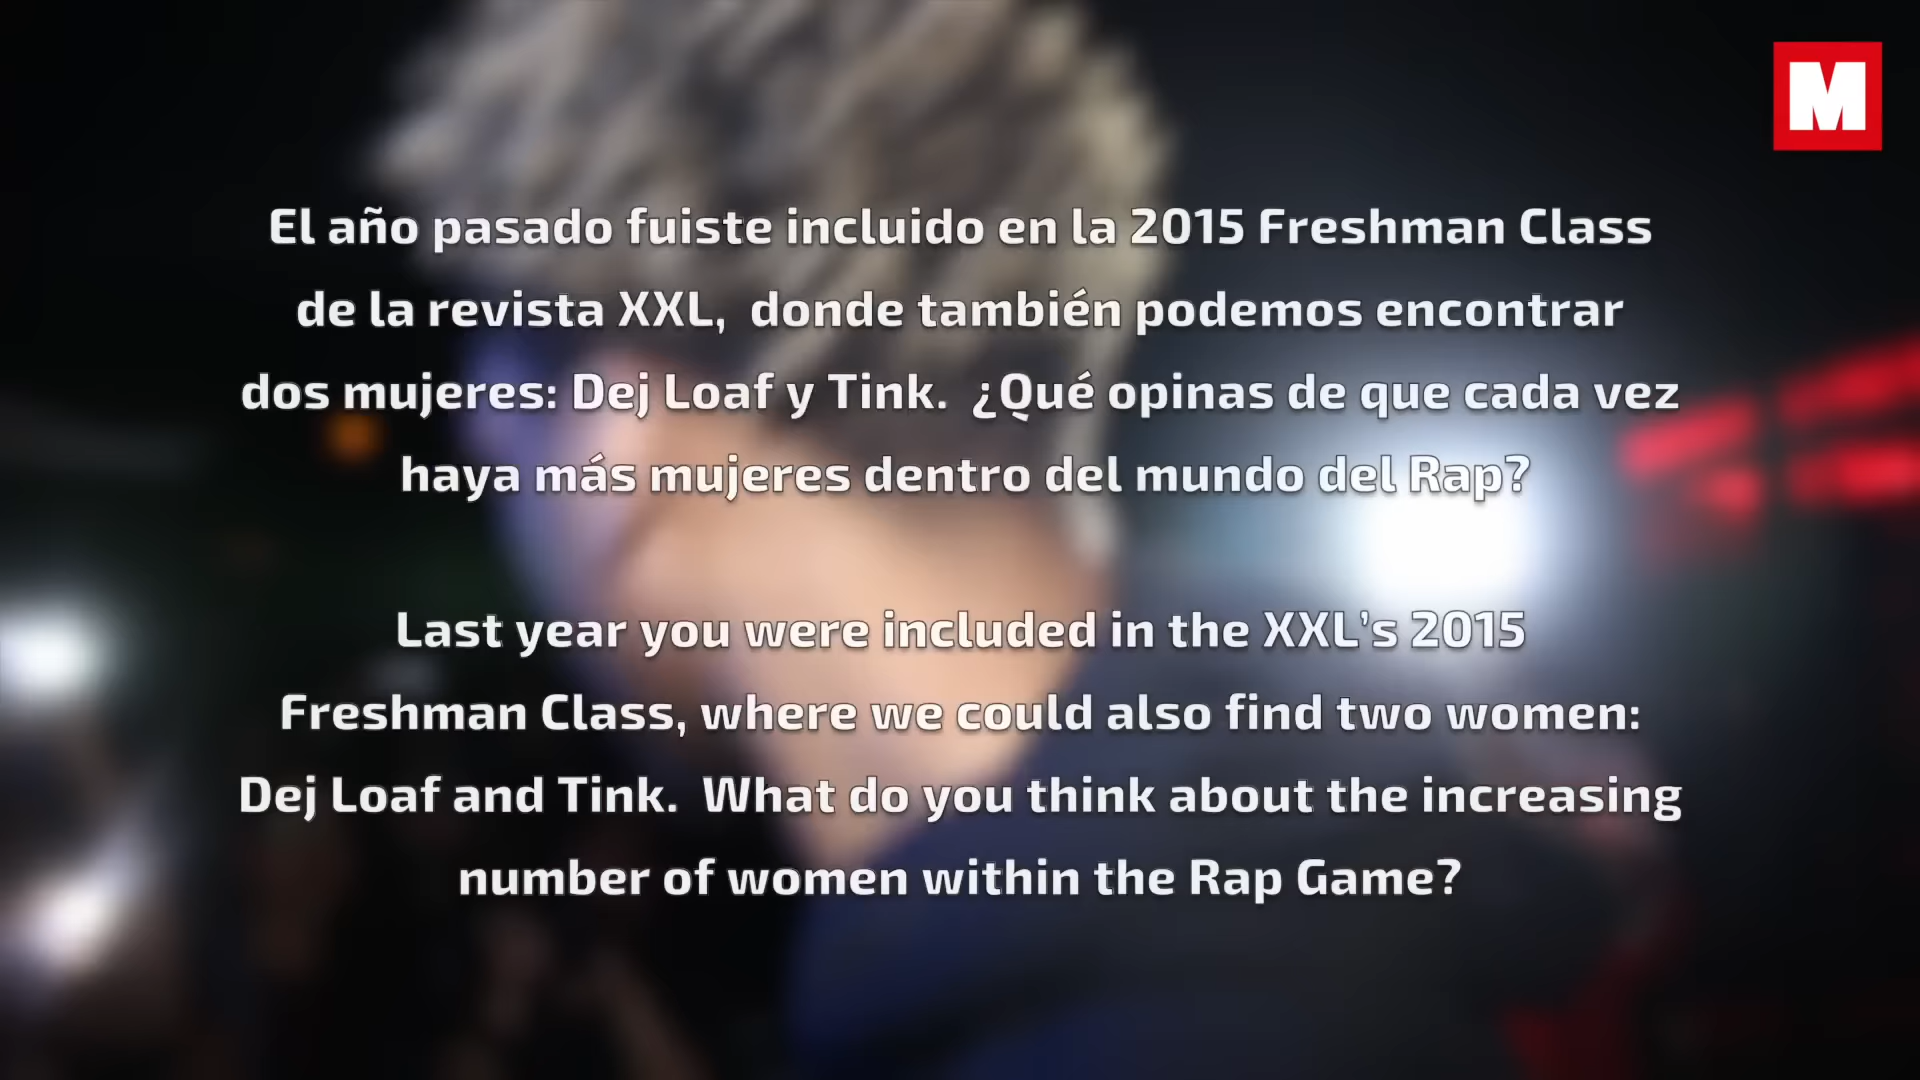 M
El año pasado fuiste incluido en la 2015 Freshman Class
de la revista XXL, donde también podemos encontrar
dos mujeres: Dej Loaf y Tink. ¿Qué opinas de que cada vez
haya más mujeres dentro del mundo del Rap?
Last year you were included in the XXL's 2015
Freshman Class, where we could also find two women:
Dej Loaf and Tink. What do you think about the increasing
number of women within the Rap Game?